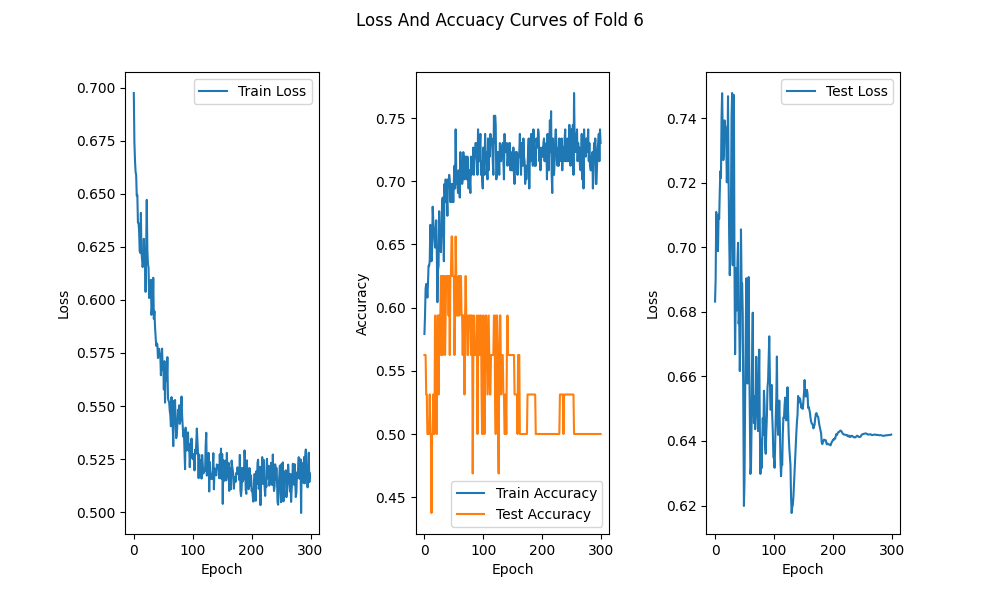 Loss And Accuacy Curves of Fold 6
Loss
0.700
0.675
0.650
0.625
0.600
0.575
0.550
0.525
0.500
Train Loss
0 100 200 300
Epoch
Accuracy
0.75
0.70
0.65
0.60
0.55
0.50
0.45
Train Accuracy
Test Accuracy
0 100 200 300
Epoch
Loss
0.74
0.72
0.70
0.68
0.66
0.64
0.62
Test Loss
0 100 200 300
Epoch